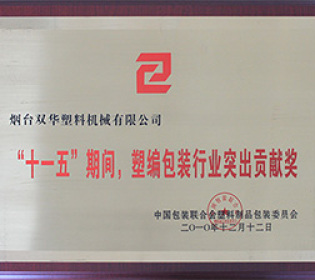 烟台双华塑料机械有限公司
“十一五”期间，塑编包装行业突出贡献奖
中国包装联合会塑料制品包装委员会
二〇一〇年十二月十二日